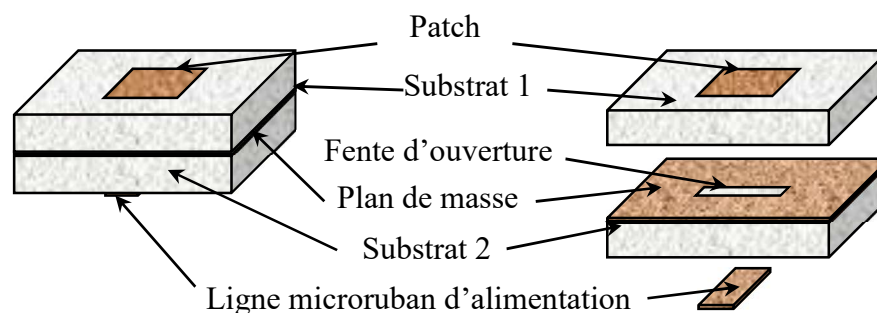 Patch
Substrat 1
Fente d’ouverture
Plan de masse
Substrat 2
Ligne microruban d’alimentation